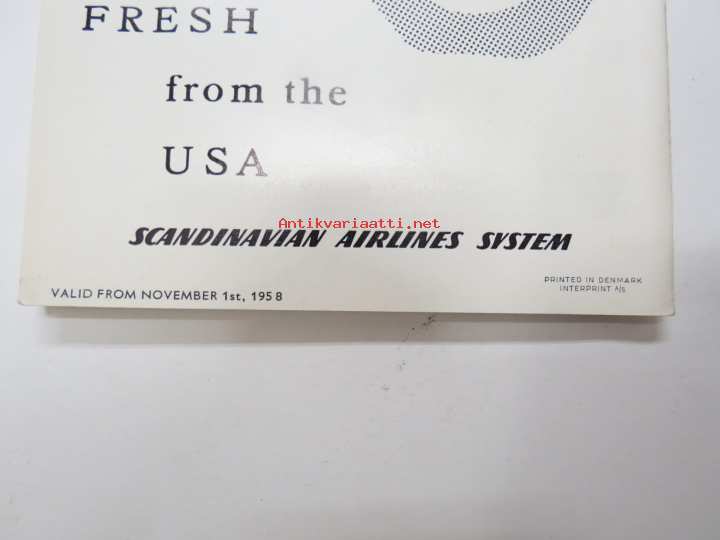 FRESH
from the
USA
Antikvariaatti.net
SCANDINAVIAN AIRLINES SYSTEM
PRINTED IN DENMARK
INTERPRINT A/S
VALID FROM NOVEMBER 1st, 1958